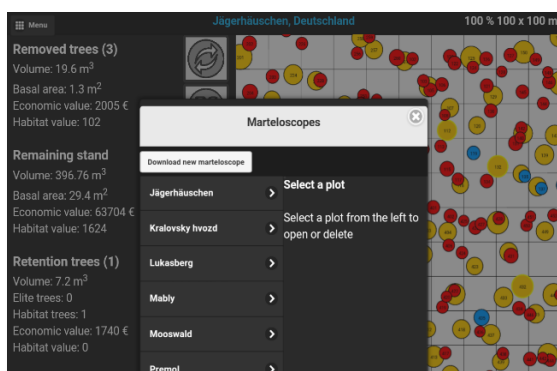 Menu
Jägerhäuschen, Deutschland
100 % 100 x 100 m
Removed trees (3)
Volume: 19.6 m³
Basal area: 1.3 m²
Economic value: 2005 €
Habitat value: 102
Remaining stand
Volume: 396.76 m³
Basal area: 29.4 m²
Economic value: 63704 €
Habitat value: 1624
Retention trees (1)
Volume: 7.2 m³
Elite trees: 0
Habitat trees: 1
Economic value: 1740 €
Habitat value: 0
Marteloscopes
Download new marteloscope
Jägerhäuschen
Kralovsky hvozd
Lukasberg
Mably
Mooswald
Premol
Select a plot
Select a plot from the left to
open or delete